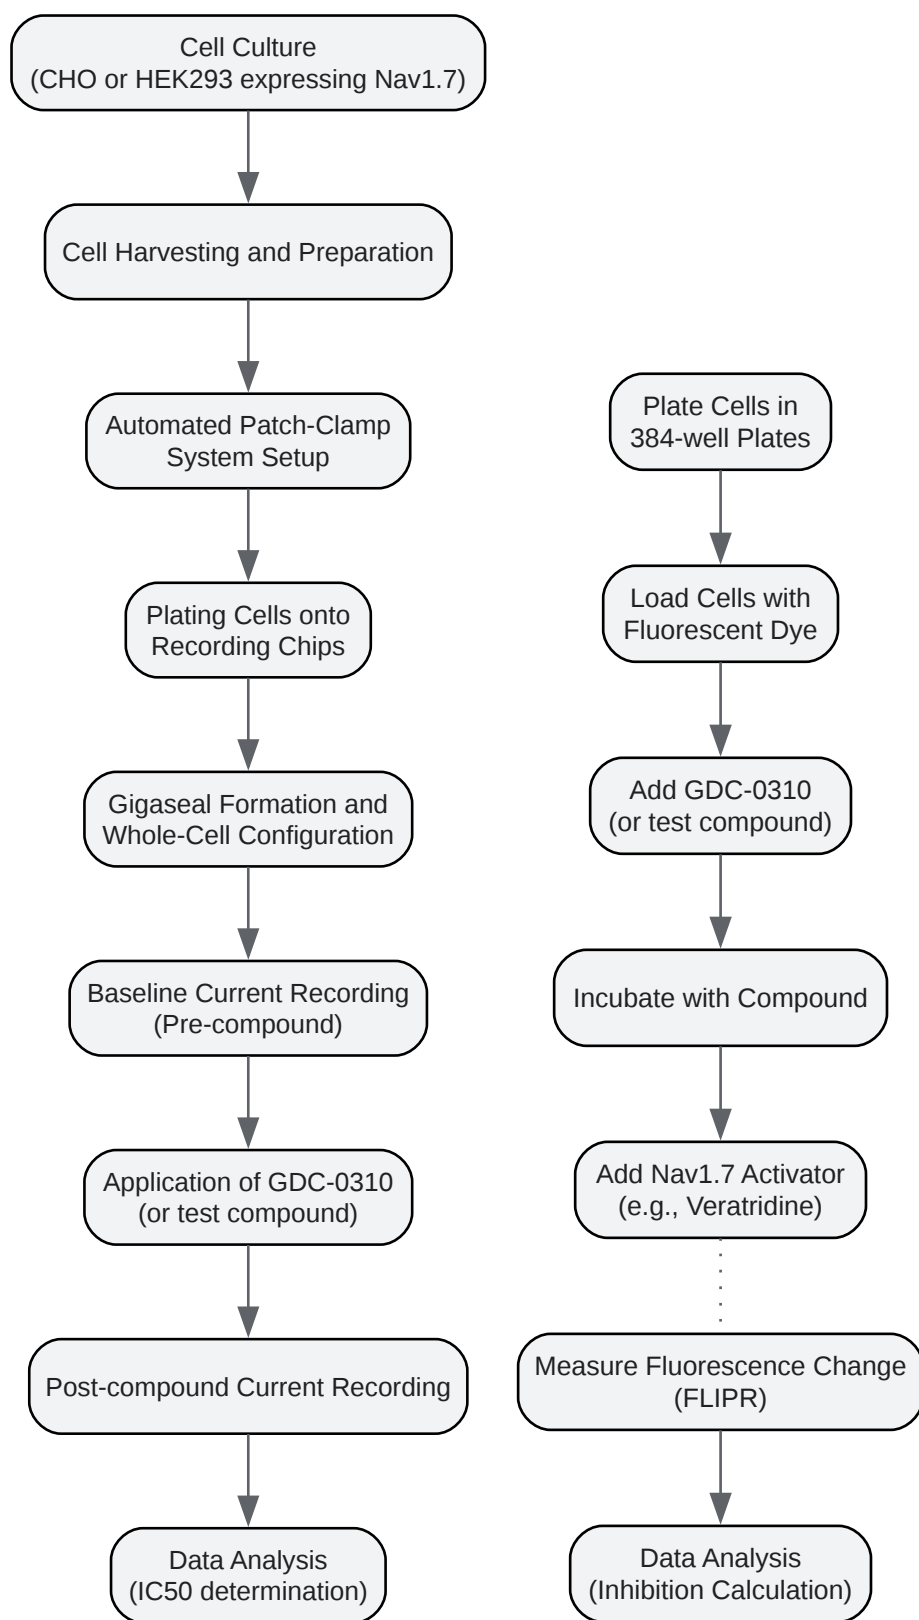 Cell Culture
(CHO or HEK293 expressing Nav1.7)
Cell Harvesting and Preparation
Automated Patch-Clamp
System Setup
Plating Cells onto
Recording Chips
Gigaseal Formation and
Whole-Cell Configuration
Baseline Current Recording
(Pre-compound)
Application of GDC-0310
(or test compound)
Post-compound Current Recording
Data Analysis
(IC50 determination)
Plate Cells in
384-well Plates
Load Cells with
Fluorescent Dye
Add GDC-0310
(or test compound)
Incubate with Compound
Add Nav1.7 Activator
(e.g., Veratridine)
Measure Fluorescence Change
(FLIPR)
Data Analysis
(Inhibition Calculation)